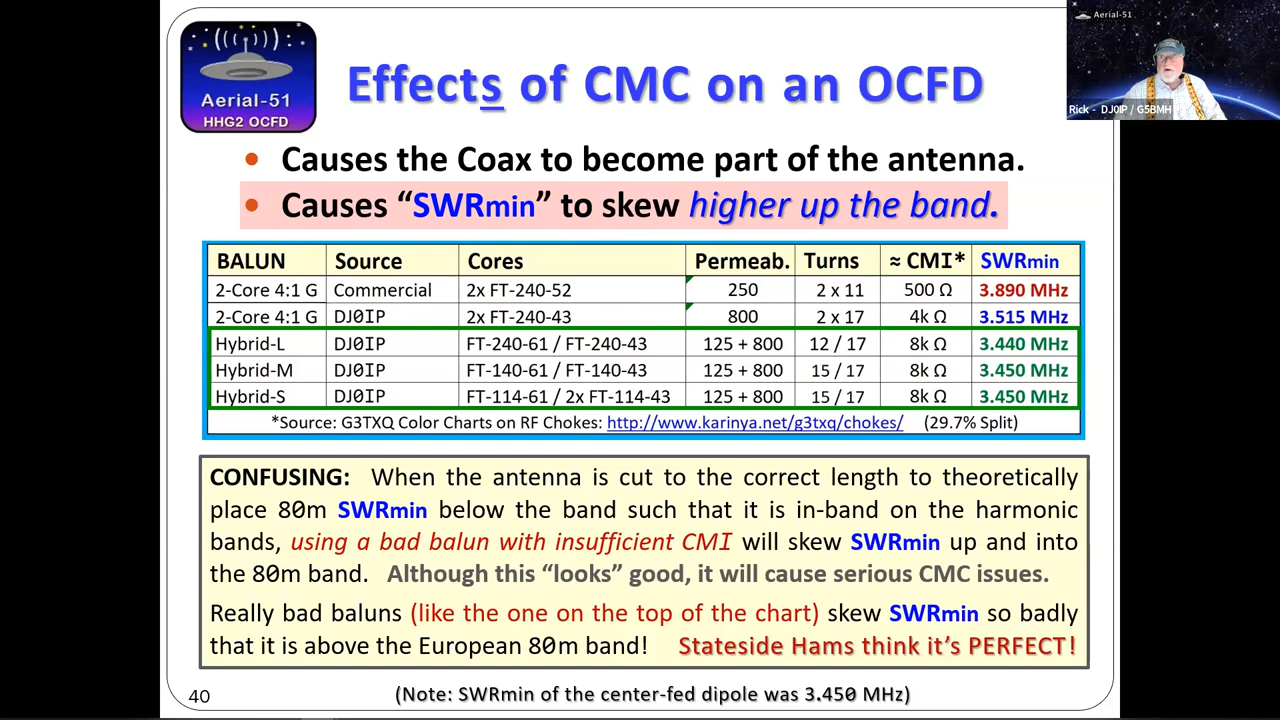 Aerial-51
HHG2 OCFD
Effects of CMC on an OCFD
Aerial-51
Rick - DJ0IP / G5BMH
• Causes the Coax to become part of the antenna.
• Causes “SWRmin” to skew higher up the band.
BALUN Source Cores Permeab. Turns ≈ CMI* SWRmin
2-Core 4:1 G Commercial 2x FT-240-52 250 2 x 11 500 Ω 3.890 MHz
2-Core 4:1 G DJ0IP 2x FT-240-43 800 2 x 17 4k Ω 3.515 MHz
Hybrid-L DJ0IP FT-240-61 / FT-240-43 125 + 800 12 / 17 8k Ω 3.440 MHz
Hybrid-M DJ0IP FT-140-61 / FT-140-43 125 + 800 15 / 17 8k Ω 3.450 MHz
Hybrid-S DJ0IP FT-114-61 / 2x FT-114-43 125 + 800 15 / 17 8k Ω 3.450 MHz
*Source: G3TXQ Color Charts on RF Chokes: http://www.karinya.net/g3txq/chokes/ (29.7% Split)
CONFUSING: When the antenna is cut to the correct length to theoretically
place 80m SWRmin below the band such that it is in-band on the harmonic
bands, using a bad balun with insufficient CMI will skew SWRmin up and into
the 80m band. Although this “looks” good, it will cause serious CMC issues.
Really bad baluns (like the one on the top of the chart) skew SWRmin so badly
that it is above the European 80m band! Stateside Hams think it’s PERFECT!
40
(Note: SWRmin of the center-fed dipole was 3.450 MHz)